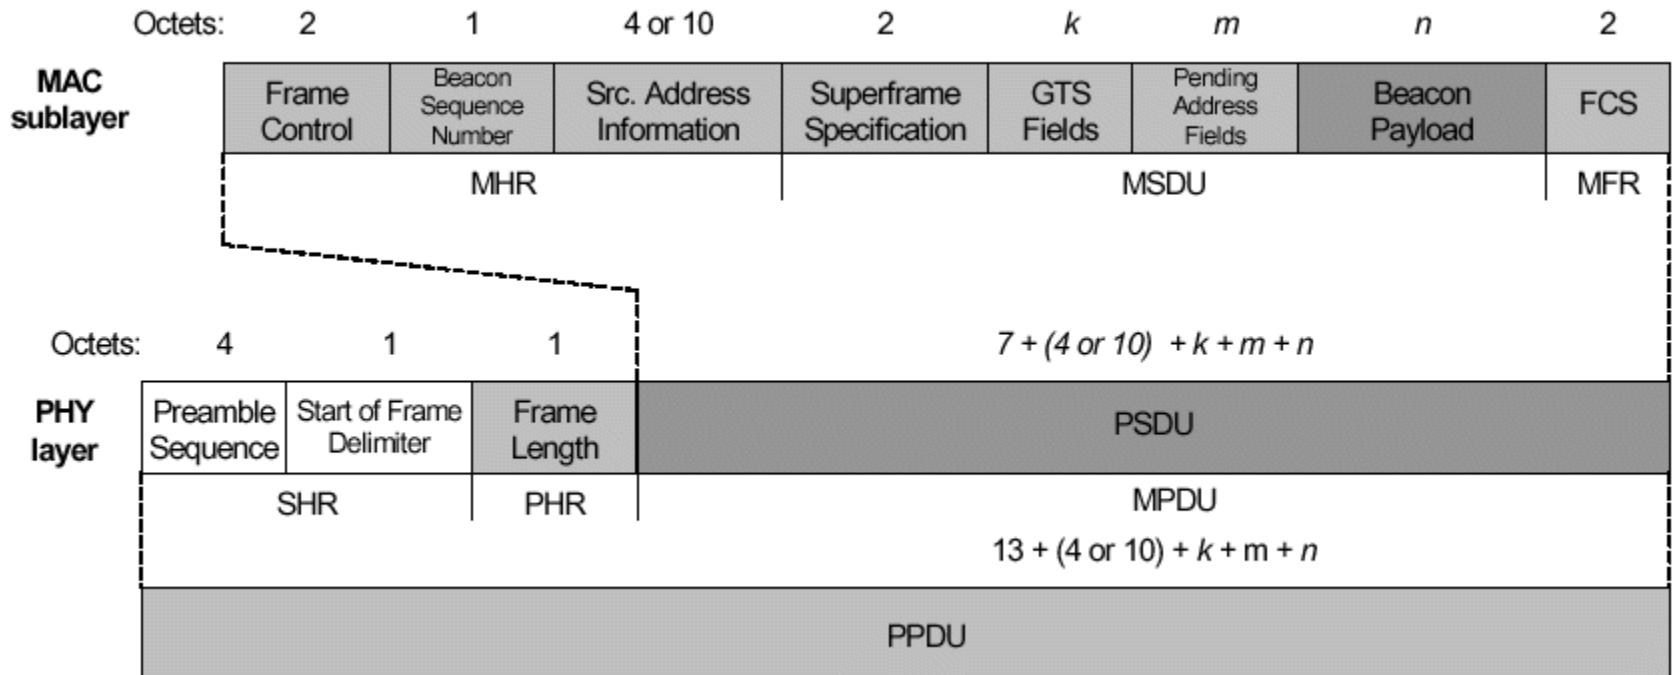 Octets: 2 1 4 or 10 2 k m n 2
MAC
sublayer
Frame
Control
Beacon
Sequence
Number
Src. Address
Information
Superframe
Specification
GTS
Fields
Pending
Address
Fields
Beacon
Payload
FCS
MHR MSDU MFR
Octets: 4 1 1 7 + (4 or 10) + k + m + n
PHY
layer
Preamble
Sequence
Start of Frame
Delimiter
Frame
Length
PSDU
SHR PHR MPDU
13 + (4 or 10) + k + m + n
PPDU